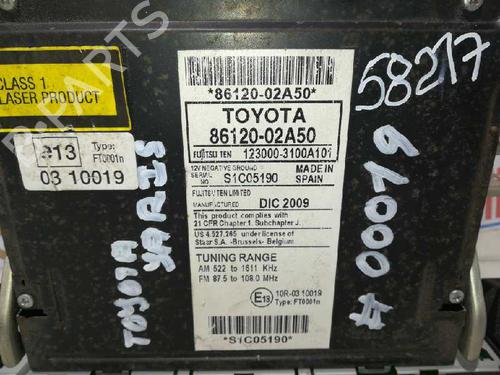 *86120-02A50*
TOYOTA
86120-02A50
FUJITSU TEN 123000-3100A101
12V NEGATIVE GROUND MADE IN
SERIAL NO S1C05190 SPAIN
FUJITSU TEN LIMITED
MANUFACTURED DIC 2009
This product complies with
21 CFR Chapter 1. Subchapter J.
US 4.527.265 under license of
Staar S.A -Brussels- Belgium
TUNING RANGE
AM 522 to 1611 KHz
FM 87.5 to 108.0 MHz
E13 10R-03 10019
Type: FT0001n
*S1C05190*
CLASS 1
LASER PRODUCT
e13 Type:
FT0001n
03 10019
TOYOTA
YARIS
58217
# 00019
PARTS